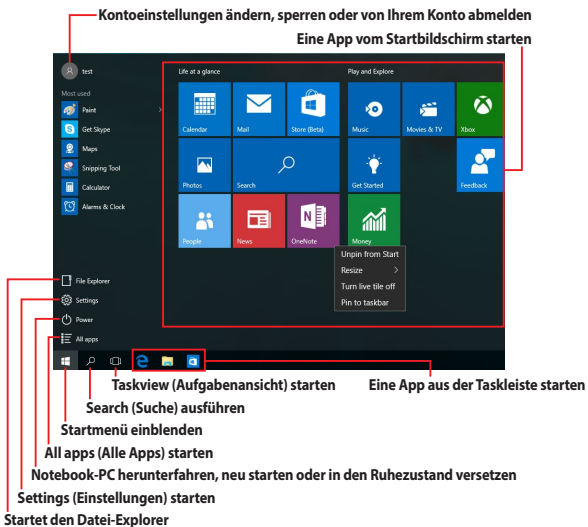 Kontoeinstellungen ändern, sperren oder von Ihrem Konto abmelden
Eine App vom Startbildschirm starten
test
Life at a glance
Play and Explore
Most used
Paint
Get Skype
Maps
Snipping Tool
Calculator
Alarms & Clock
Calendar
Mail
Store (Beta)
Music
Movies & TV
Xbox
Photos
Search
Get Started
Feedback
People
News
OneNote
Money
Unpin from Start
Resize
Turn live tile off
Pin to taskbar
File Explorer
Settings
Power
All apps
Taskview (Aufgabenansicht) starten
Eine App aus der Taskleiste starten
Search (Suche) ausführen
Startmenü einblenden
All apps (Alle Apps) starten
Notebook-PC herunterfahren, neu starten oder in den Ruhezustand versetzen
Settings (Einstellungen) starten
Startet den Datei-Explorer